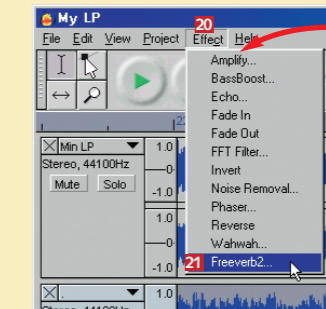 My LP
20
File Edit View Project Effect Help
Amplify...
BassBoost...
Echo...
Fade In
Fade Out
FFT Filter...
Invert
Noise Removal...
Phaser...
Reverse
Wahwah...
21 Freeverb2...
Min LP 1.0
Stereo, 44100Hz
0
Mute Solo
-1.0
1.0
0
-1.0
1.0
Stereo, 44100Hz